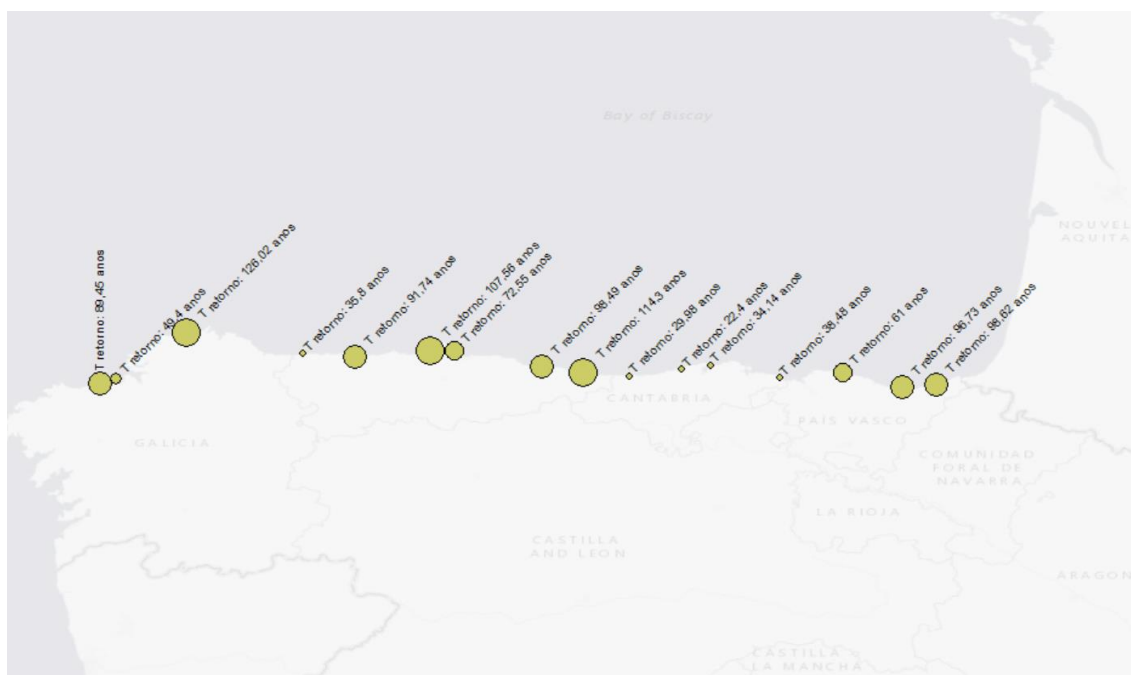 Bay of Biscay
NOUVEL
AQUITA
T retorno: 89,45 anos
T retorno: 49,4 anos
T retorno: 126,02 anos
T retorno: 35,8 anos
T retorno: 91,74 anos
T retorno: 107,56 anos
T retorno: 72,55 anos
T retorno: 98,49 anos
T retorno: 114,3 anos
T retorno: 29,88 anos
T retorno: 22,4 anos
T retorno: 34,14 anos
T retorno: 38,48 anos
T retorno: 61 anos
T retorno: 96,73 anos
T retorno: 98,62 anos
CANTABRIA
PAÍS VASCO
GALICIA
COMUNIDAD
FORAL DE
NAVARRA
LA RIOJA
CASTILLA
AND LEON
ARAGON
CASTILLA
LA MANCHA